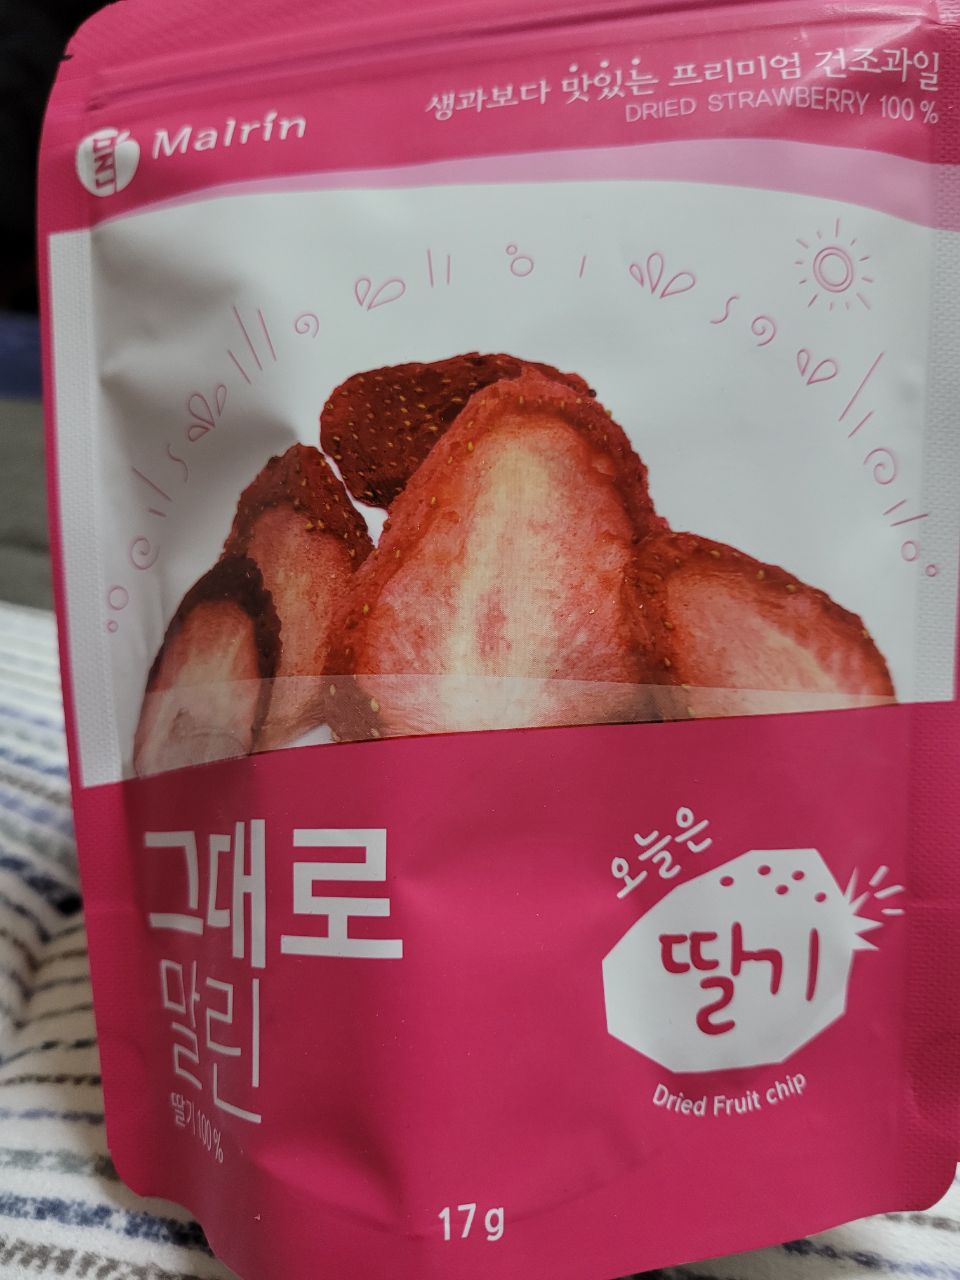 Malrín
생과보다 맛있는 프리미엄 건조과일
DRIED STRAWBERRY 100 %
그대로
말린
딸기 100%
오늘은
딸기
Dried Fruit chip
17g